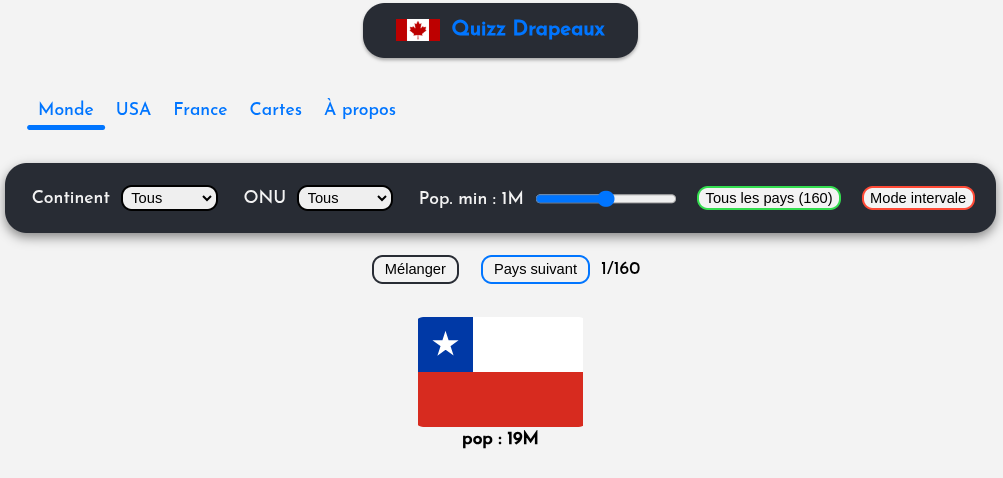 Quizz Drapeaux
Monde USA France Cartes À propos
Continent Tous ONU Tous Pop. min : 1M Tous les pays (160) Mode intervale
Mélanger Pays suivant 1/160
pop : 19M